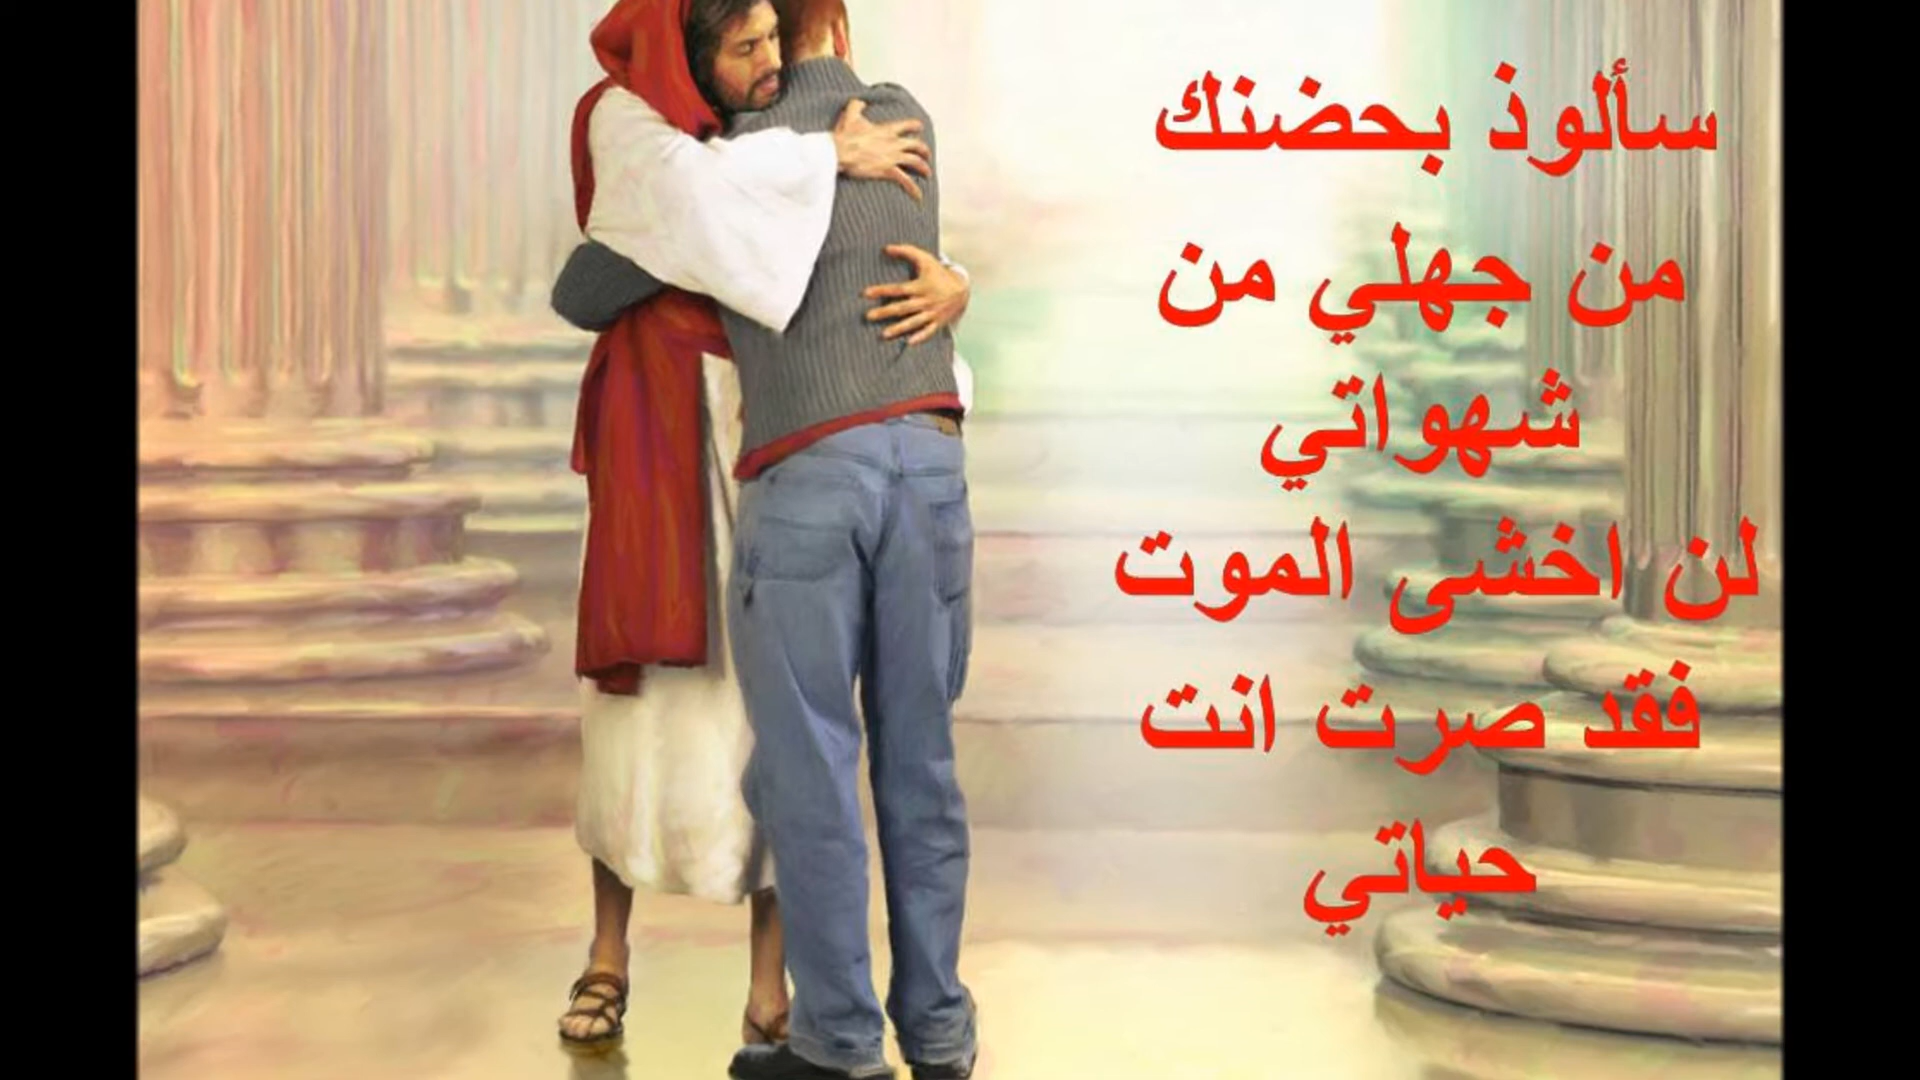 سألوذ بحضنك
من جهلي من
شهواتي
لن اخشى الموت
فقد صرت انت
حياتي